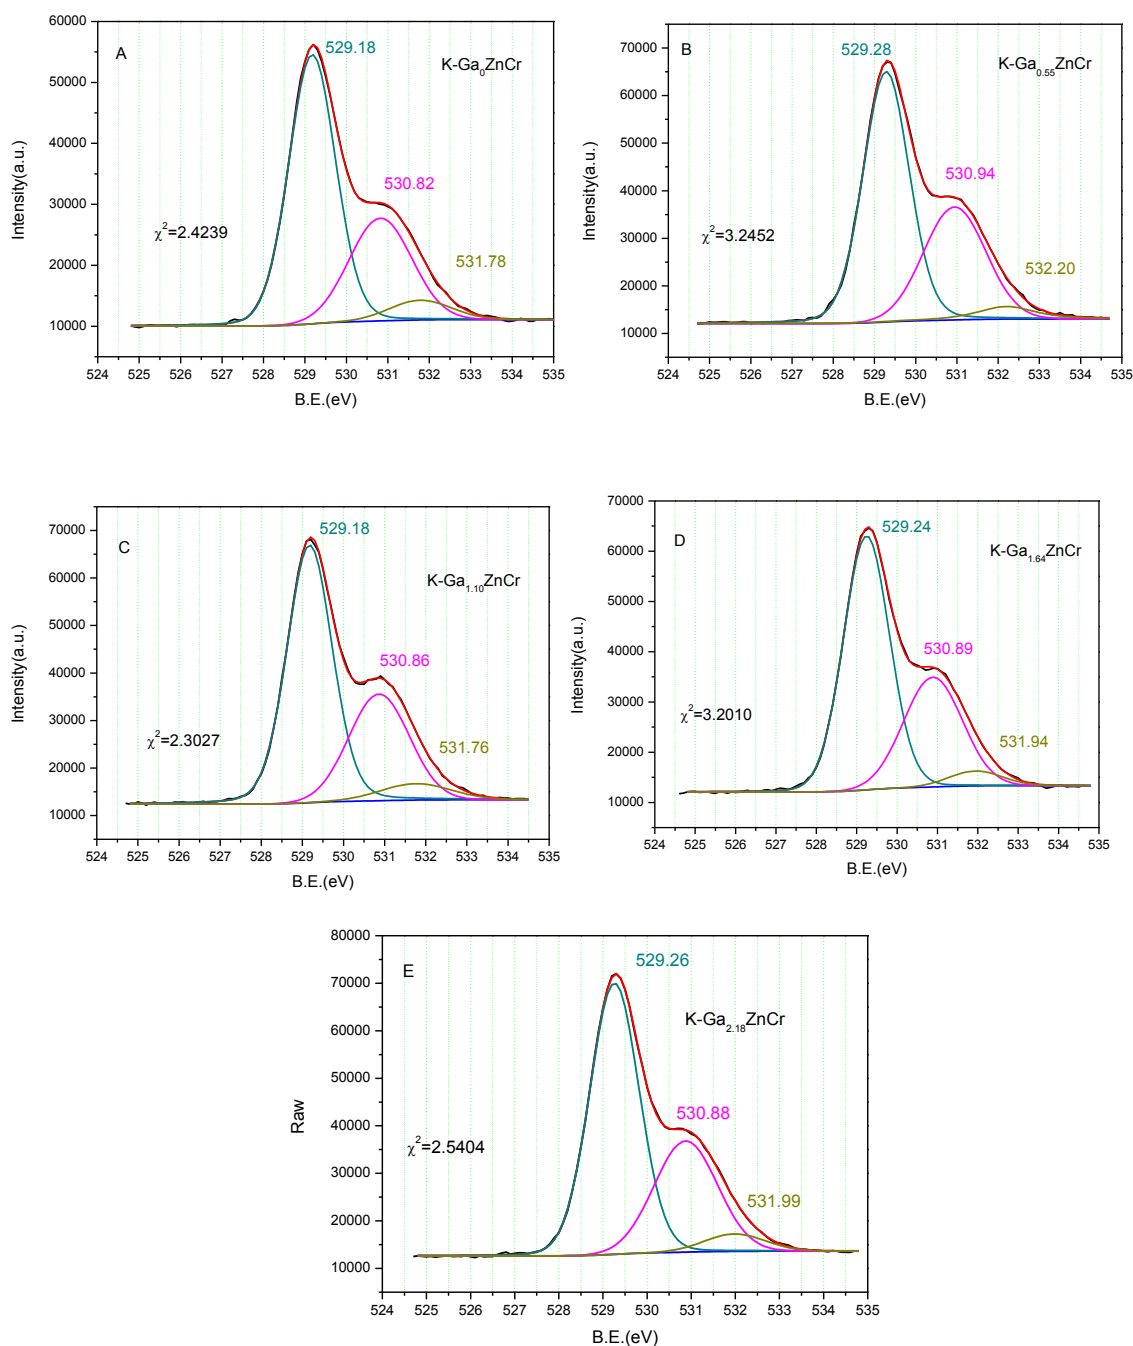 A
529.18
K-Ga0ZnCr
530.82
χ2=2.4239
531.78
Intensity(a.u.)
60000
50000
40000
30000
20000
10000
524 525 526 527 528 529 530 531 532 533 534 535
B.E.(eV)
B
529.28
K-Ga0.55ZnCr
530.94
χ2=3.2452
532.20
Intensity(a.u.)
70000
60000
50000
40000
30000
20000
10000
524 525 526 527 528 529 530 531 532 533 534 535
B.E.(eV)
C
529.18
K-Ga1.10ZnCr
530.86
χ2=2.3027
531.76
Intensity(a.u.)
70000
60000
50000
40000
30000
20000
10000
524 525 526 527 528 529 530 531 532 533 534 535
B.E.(eV)
D
529.24
K-Ga1.64ZnCr
530.89
χ2=3.2010
531.94
Intensity(a.u.)
70000
60000
50000
40000
30000
20000
10000
524 525 526 527 528 529 530 531 532 533 534 535
B.E.(eV)
E
529.26
K-Ga2.18ZnCr
530.88
χ2=2.5404
531.99
Raw
80000
70000
60000
50000
40000
30000
20000
10000
524 525 526 527 528 529 530 531 532 533 534 535
B.E.(eV)